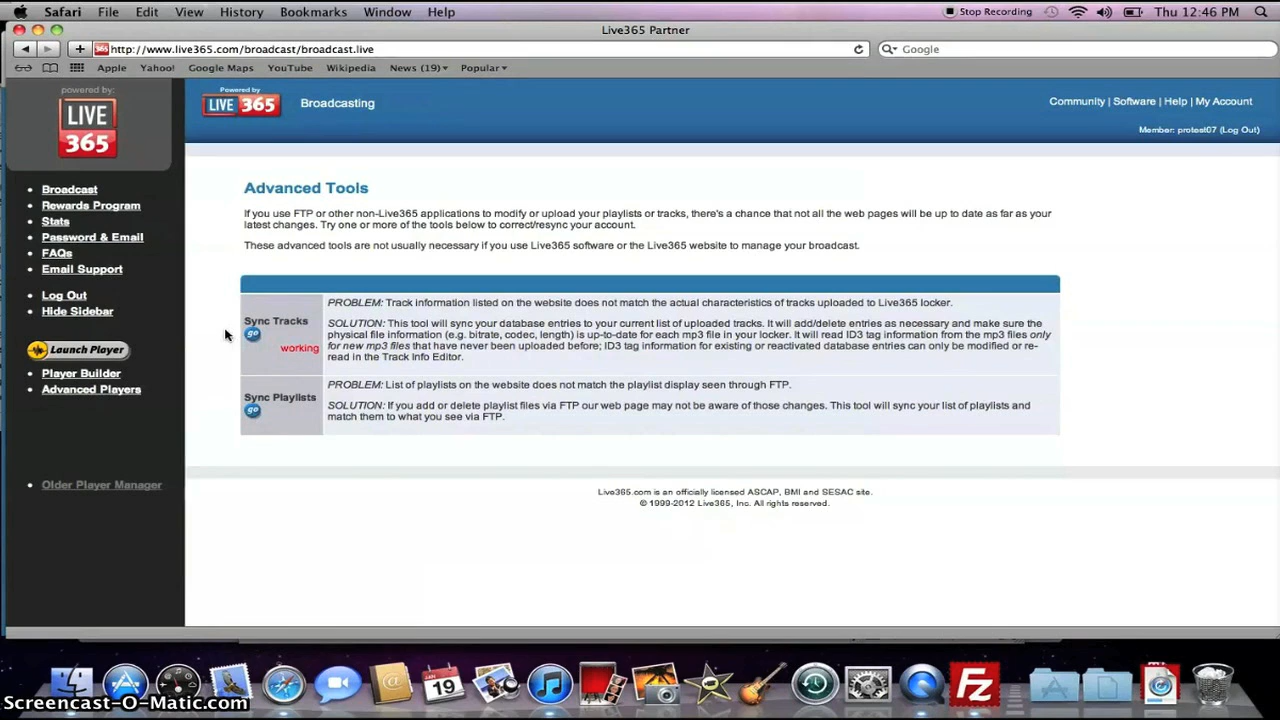 Safari File Edit View History Bookmarks Window Help Stop Recording Thu 12:46 PM
Live365 Partner
http://www.live365.com/broadcast/broadcast.live Google
Apple Yahoo! Google Maps YouTube Wikipedia News (19) Popular
powered by:
LIVE
365
Powered by
LIVE 365
Broadcasting
Community | Software | Help | My Account
Member: protest07 (Log Out)
Broadcast
Rewards Program
Stats
Password & Email
FAQs
Email Support
Log Out
Hide Sidebar
Launch Player
Player Builder
Advanced Players
Older Player Manager
Advanced Tools
If you use FTP or other non-Live365 applications to modify or upload your playlists or tracks, there's a chance that not all the web pages will be up to date as far as your
latest changes. Try one or more of the tools below to correct/resync your account.
These advanced tools are not usually necessary if you use Live365 software or the Live365 website to manage your broadcast.
Sync Tracks
go
working
PROBLEM: Track information listed on the website does not match the actual characteristics of tracks uploaded to Live365 locker.
SOLUTION: This tool will sync your database entries to your current list of uploaded tracks. It will add/delete entries as necessary and make sure the
physical file information (e.g. bitrate, codec, length) is up-to-date for each mp3 file in your locker. It will read ID3 tag information from the mp3 files only
for new mp3 files that have never been uploaded before; ID3 tag information for existing or reactivated database entries can only be modified or re-
read in the Track Info Editor.
Sync Playlists
go
PROBLEM: List of playlists on the website does not match the playlist display seen through FTP.
SOLUTION: If you add or delete playlist files via FTP our web page may not be aware of those changes. This tool will sync your list of playlists and
match them to what you see via FTP.
Live365.com is an officially licensed ASCAP, BMI and SESAC site.
© 1999-2012 Live365, Inc. All rights reserved.
19
Fz
Screencast-O-Matic.com